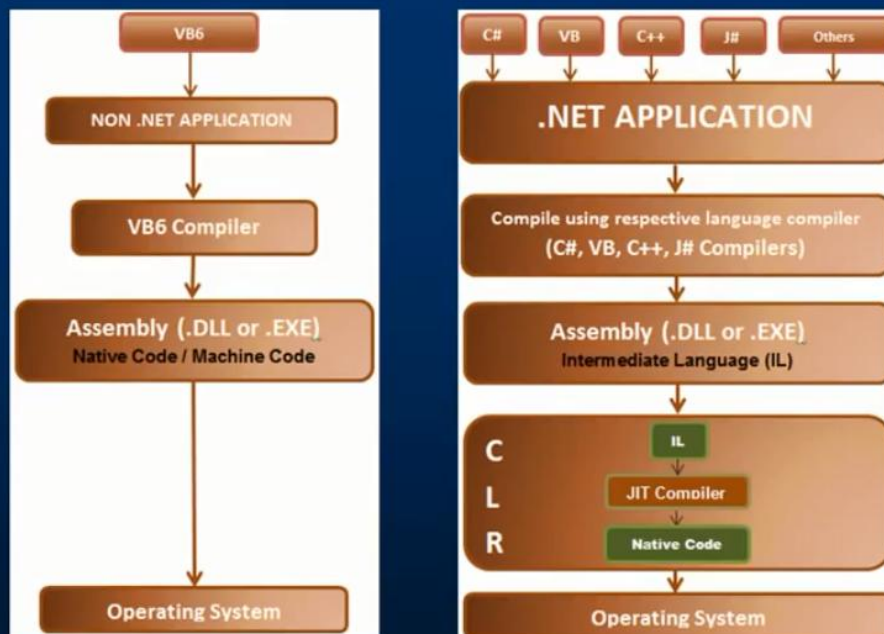 VB6
NON .NET APPLICATION
VB6 Compiler
Assembly (.DLL or .EXE)
Native Code / Machine Code
Operating System
C# VB C++ J# Others
.NET APPLICATION
Compile using respective language compiler
(C#, VB, C++, J# Compilers)
Assembly (.DLL or .EXE)
Intermediate Language (IL)
C
L
R
IL
JIT Compiler
Native Code
Operating System